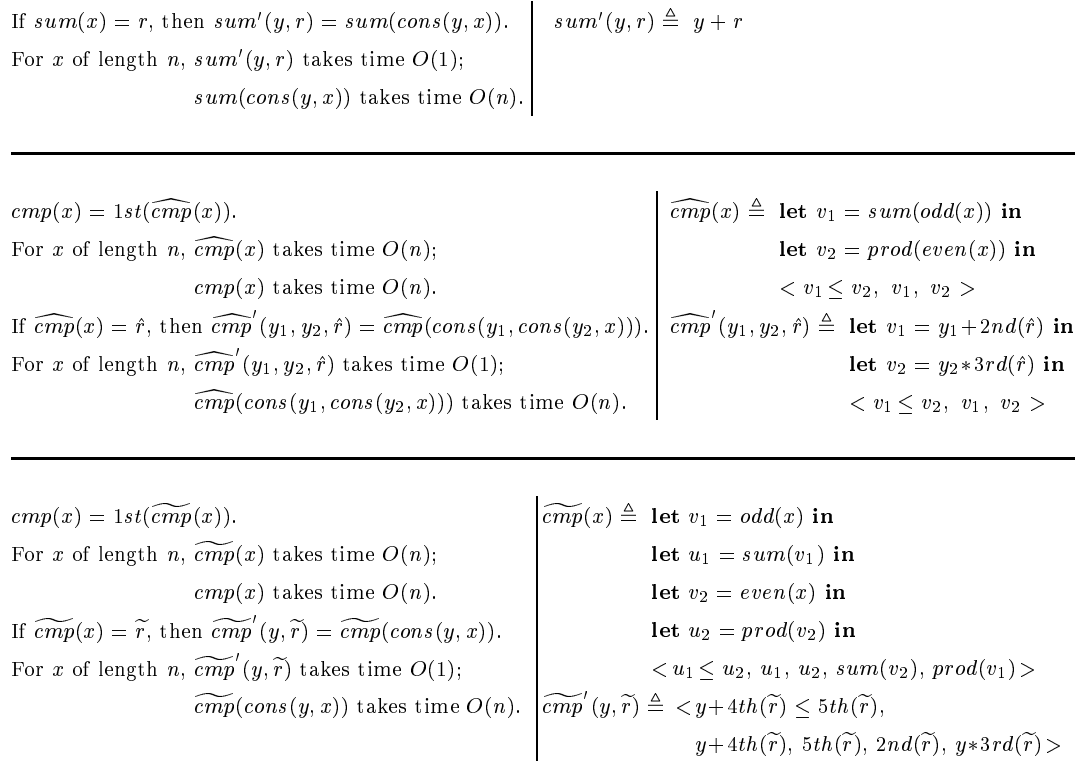 If sum(x) = r, then sum′(y, r) = sum(cons(y, x)).
For x of length n, sum′(y, r) takes time O(1);
sum(cons(y, x)) takes time O(n).
sum′(y, r) ≜ y + r
cmp(x) = 1st(\widehat{cmp}(x)).
For x of length n, \widehat{cmp}(x) takes time O(n);
cmp(x) takes time O(n).
If \widehat{cmp}(x) = r̂, then \widehat{cmp}′(y₁, y₂, r̂) = \widehat{cmp}(cons(y₁, cons(y₂, x))).
For x of length n, \widehat{cmp}′(y₁, y₂, r̂) takes time O(1);
\widehat{cmp}(cons(y₁, cons(y₂, x))) takes time O(n).
\widehat{cmp}(x) ≜ let v₁ = sum(odd(x)) in
let v₂ = prod(even(x)) in
< v₁ ≤ v₂, v₁, v₂ >
\widehat{cmp}′(y₁, y₂, r̂) ≜ let v₁ = y₁+2nd(r̂) in
let v₂ = y₂*3rd(r̂) in
< v₁ ≤ v₂, v₁, v₂ >
cmp(x) = 1st(\widetilde{cmp}(x)).
For x of length n, \widetilde{cmp}(x) takes time O(n);
cmp(x) takes time O(n).
If \widetilde{cmp}(x) = r̃, then \widetilde{cmp}′(y, r̃) = \widetilde{cmp}(cons(y, x)).
For x of length n, \widetilde{cmp}′(y, r̃) takes time O(1);
\widetilde{cmp}(cons(y, x)) takes time O(n).
\widetilde{cmp}(x) ≜ let v₁ = odd(x) in
let u₁ = sum(v₁) in
let v₂ = even(x) in
let u₂ = prod(v₂) in
< u₁ ≤ u₂, u₁, u₂, sum(v₂), prod(v₁) >
\widetilde{cmp}′(y, r̃) ≜ < y+4th(r̃) ≤ 5th(r̃),
y+4th(r̃), 5th(r̃), 2nd(r̃), y*3rd(r̃) >